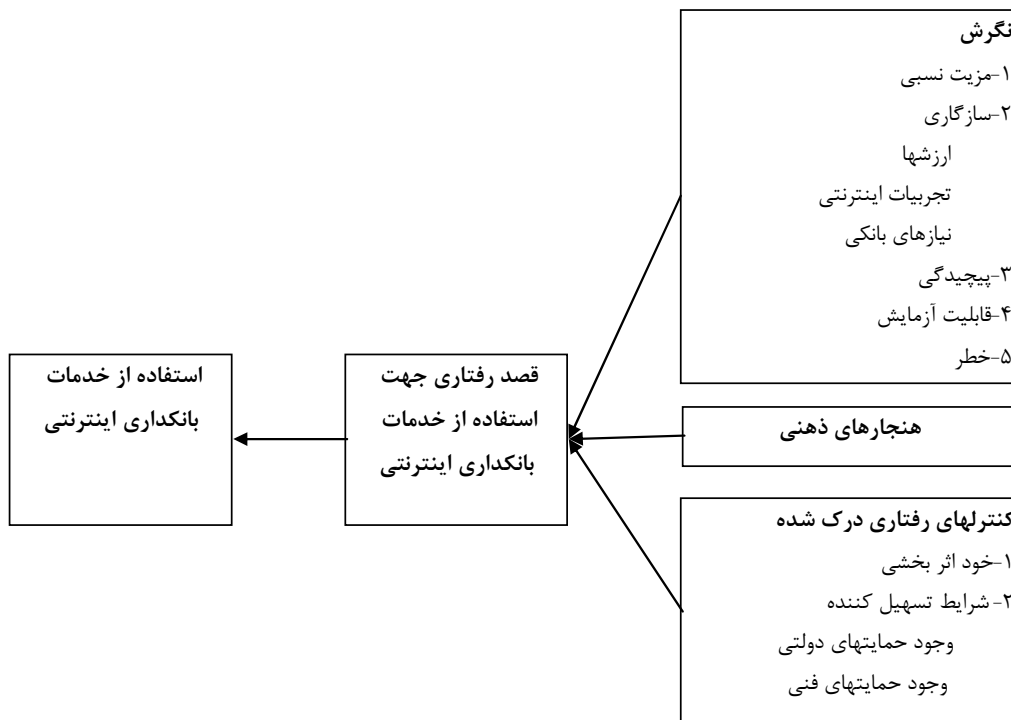 نگرش
۱-مزیت نسبی
۲-سازگاری
ارزشها
تجربیات اینترنتی
نیازهای بانکی
۳-پیچیدگی
۴-قابلیت آزمایش
۵-خطر
هنجارهای ذهنی
کنترلهای رفتاری درک شده
۱-خود اثر بخشی
۲-شرایط تسهیل کننده
وجود حمایتهای دولتی
وجود حمایتهای فنی
قصد رفتاری جهت
استفاده از خدمات
بانکداری اینترنتی
استفاده از خدمات
بانکداری اینترنتی